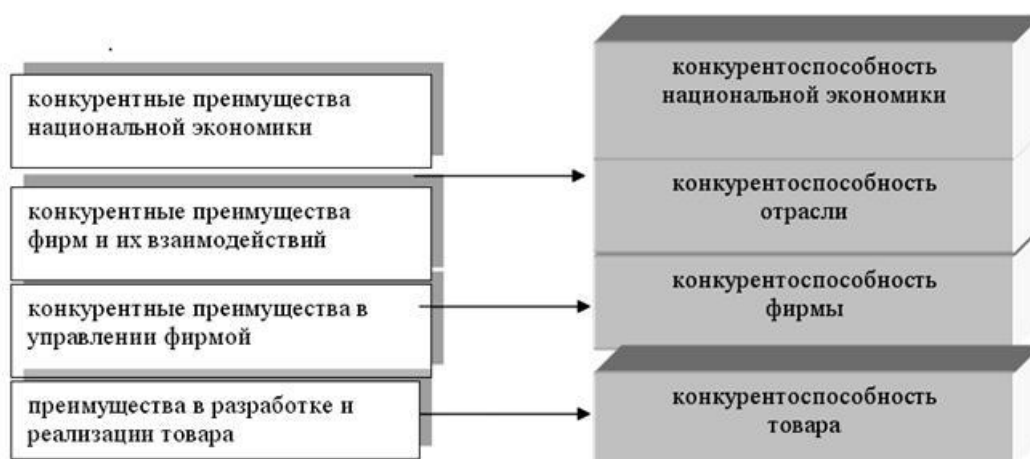 конкурентные преимущества
национальной экономики
конкурентные преимущества
фирм и их взаимодействий
конкурентные преимущества в
управлении фирмой
преимущества в разработке и
реализации товара
конкурентоспособность
национальной экономики
конкурентоспособность
отрасли
конкурентоспособность
фирмы
конкурентоспособность
товара